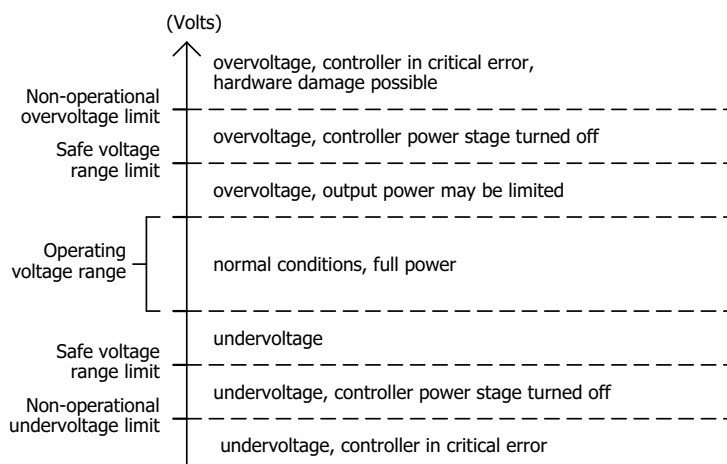 (Volts)
overvoltage, controller in critical error,
hardware damage possible
Non-operational
overvoltage limit
overvoltage, controller power stage turned off
Safe voltage
range limit
overvoltage, output power may be limited
Operating
voltage range
normal conditions, full power
undervoltage
Safe voltage
range limit
undervoltage, controller power stage turned off
Non-operational
undervoltage limit
undervoltage, controller in critical error